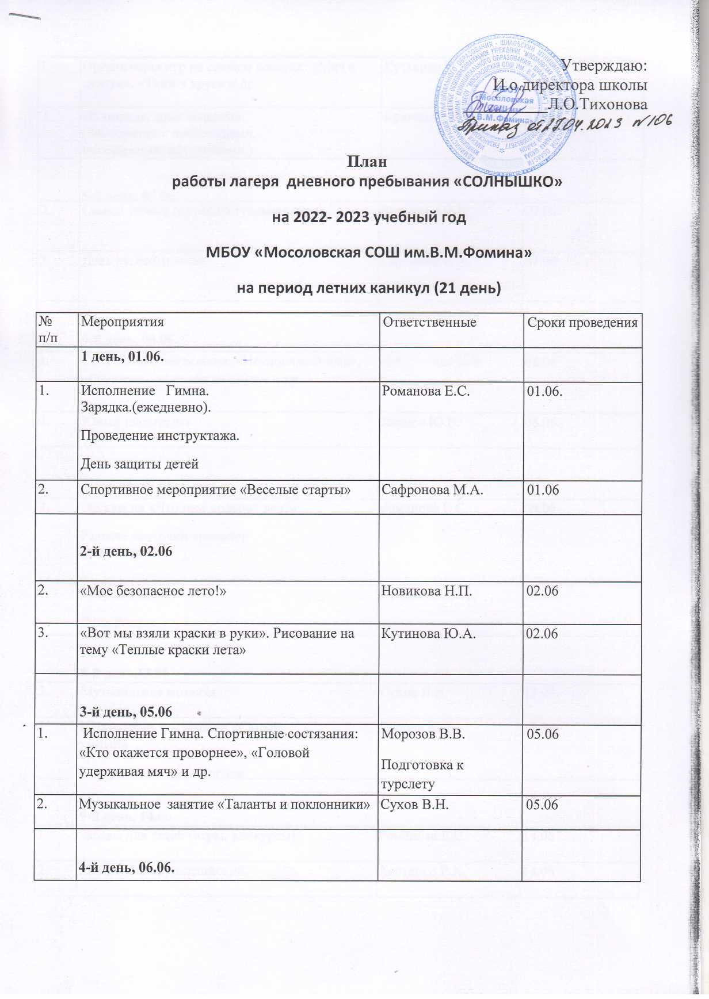 Утверждаю:
И.о.директора школы
Л.О.Тихонова
Приказ от 27.04.2023 №106
МБОУ
«Мосоловская
СОШ им.
В.М.Фомина»
План
работы лагеря дневного пребывания «СОЛНЫШКО»
на 2022- 2023 учебный год
МБОУ «Мосоловская СОШ им.В.М.Фомина»
на период летних каникул (21 день)
№ п/п Мероприятия Ответственные Сроки проведения
1 день, 01.06.
1. Исполнение Гимна. Романова Е.С. 01.06.
Зарядка.(ежедневно).
Проведение инструктажа.
День защиты детей
2. Спортивное мероприятие «Веселые старты» Сафронова М.А. 01.06
2-й день, 02.06
2. «Мое безопасное лето!» Новикова Н.П. 02.06
3. «Вот мы взяли краски в руки». Рисование на Кутинова Ю.А. 02.06
тему «Теплые краски лета»
3-й день, 05.06
1. Исполнение Гимна. Спортивные состязания: Морозов В.В. 05.06
«Кто окажется проворнее», «Головой
удерживая мяч» и др.
Подготовка к
турслету
2. Музыкальное занятие «Таланты и поклонники» Сухов В.Н. 05.06
4-й день, 06.06.